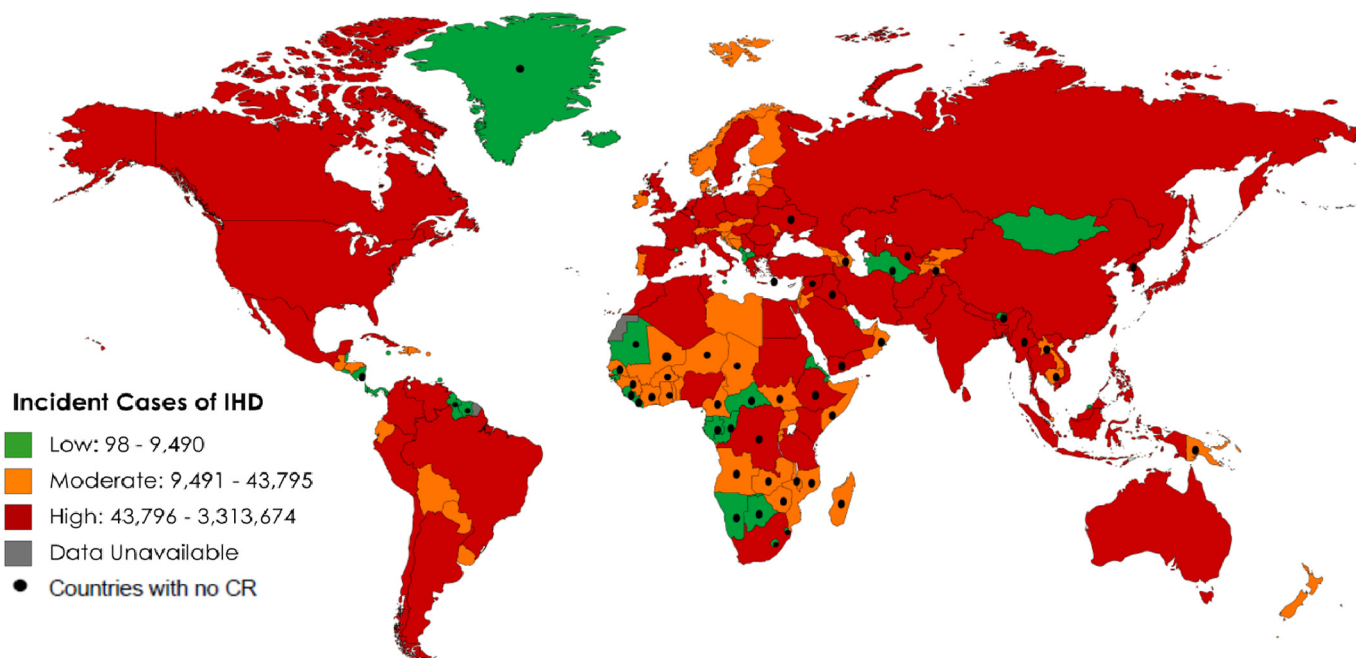 Incident Cases of IHD
Low: 98 - 9,490
Moderate: 9,491 - 43,795
High: 43,796 - 3,313,674
Data Unavailable
Countries with no CR